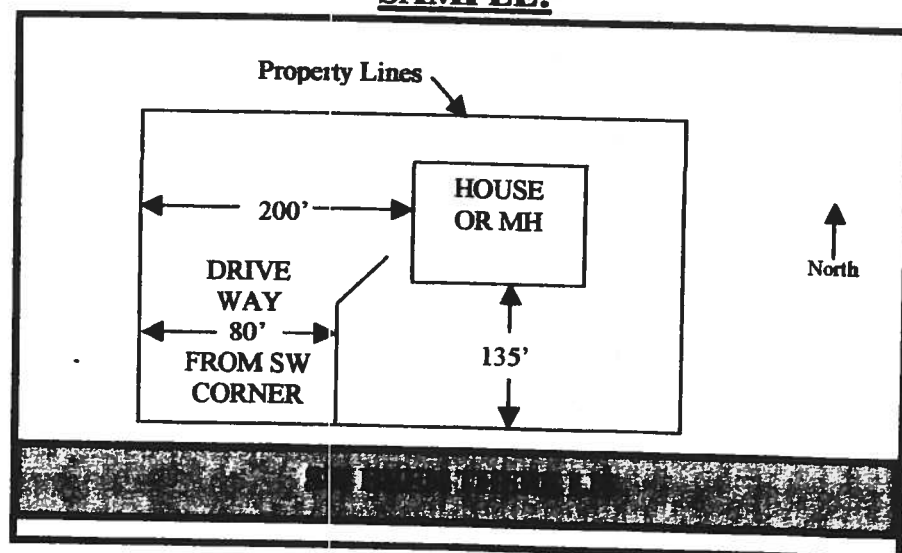 SAMPLE:
Property Lines
HOUSE
OR MH
200'
North
DRIVE
WAY
80'
FROM SW
CORNER
135'